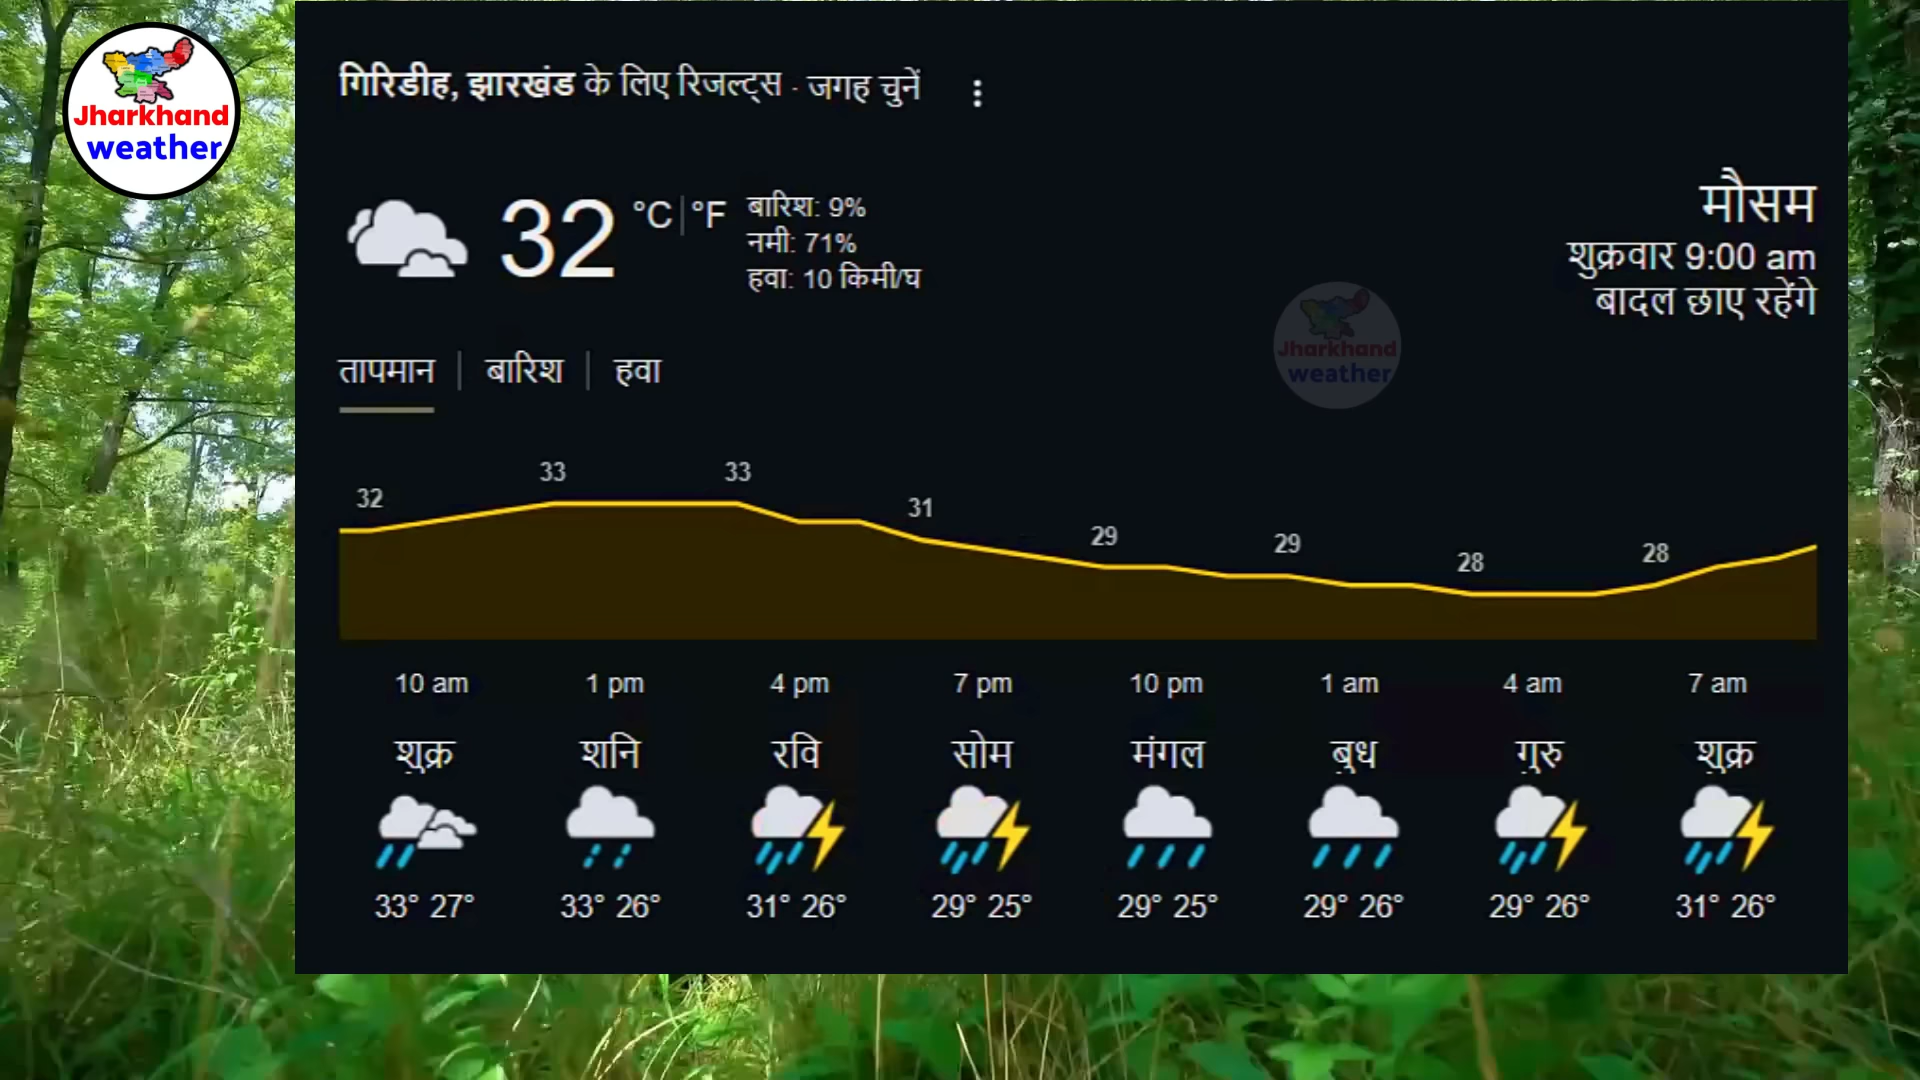 Jharkhand
weather
गिरिडीह, झारखंड के लिए रिजल्ट्स · जगह चुनें
32 °C | °F
बारिश: 9%
नमी: 71%
हवा: 10 किमी/घ
मौसम
शुक्रवार 9:00 am
बादल छाए रहेंगे
Jharkhand
weather
तापमान | बारिश | हवा
32 33 33 31 29 29 28 28
10 am 1 pm 4 pm 7 pm 10 pm 1 am 4 am 7 am
शुक्र शनि रवि सोम मंगल बुध गुरु शुक्र
33° 27° 33° 26° 31° 26° 29° 25° 29° 25° 29° 26° 29° 26° 31° 26°